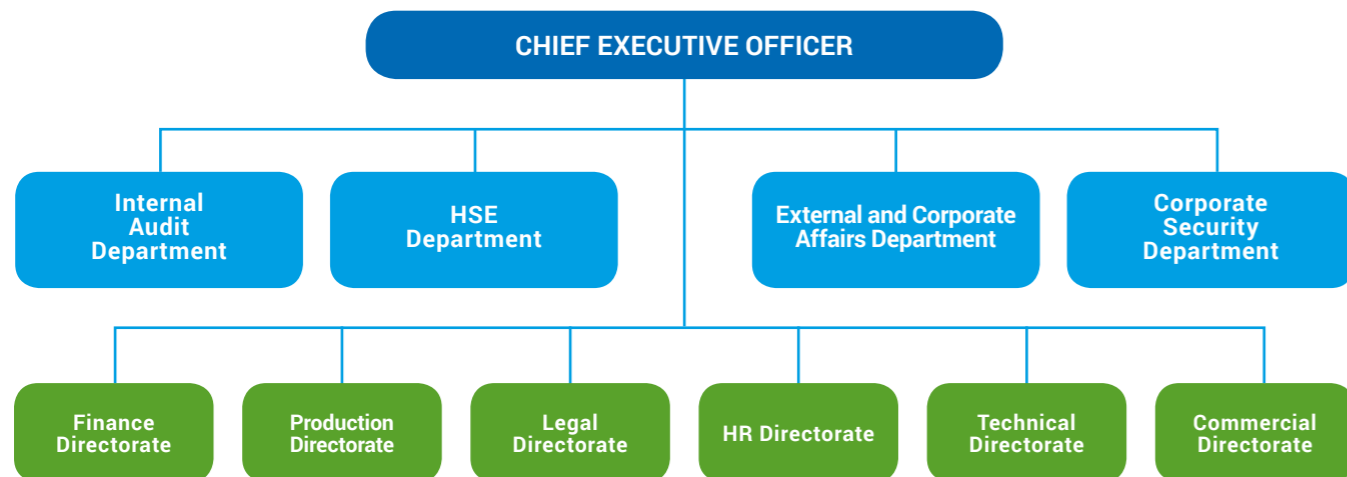 CHIEF EXECUTIVE OFFICER
Internal
Audit
Department
HSE
Department
External and Corporate
Affairs Department
Corporate
Security
Department
Finance
Directorate
Production
Directorate
Legal
Directorate
HR Directorate
Technical
Directorate
Commercial
Directorate